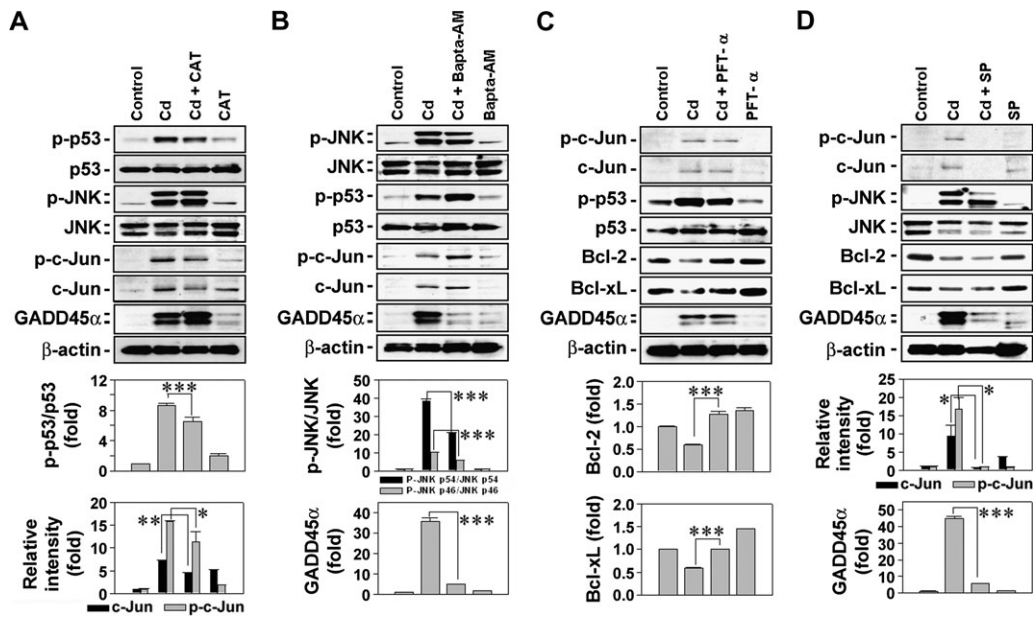 A
Control
Cd
Cd + CAT
CAT
p-p53
p53
p-JNK
JNK
p-c-Jun
c-Jun
GADD45α
β-actin
p-p53/p53
(fold)
12
8
4
0
***
Relative
intensity
(fold)
20
15
10
5
0
**
*
c-Jun
p-c-Jun
B
Control
Cd
Cd + Bapta-AM
Bapta-AM
p-JNK
JNK
p-p53
p53
p-c-Jun
c-Jun
GADD45α
β-actin
p-JNK/JNK
(fold)
50
40
30
20
10
0
***
***
P-JNK p54/JNK p54
P-JNK p46/JNK p46
GADD45α
(fold)
40
30
20
10
0
***
C
Control
Cd
Cd + PFT- α
PFT- α
p-c-Jun
c-Jun
p-p53
p53
Bcl-2
Bcl-xL
GADD45α
β-actin
Bcl-2 (fold)
2.0
1.5
1.0
0.5
0.0
***
Bcl-xL (fold)
2.0
1.5
1.0
0.5
0.0
***
D
Control
Cd
Cd + SP
SP
p-c-Jun
c-Jun
p-JNK
JNK
Bcl-2
Bcl-xL
GADD45α
β-actin
Relative
intensity
(fold)
25
20
15
10
5
0
*
*
c-Jun
p-c-Jun
GADD45α
(fold)
50
40
30
20
10
0
***